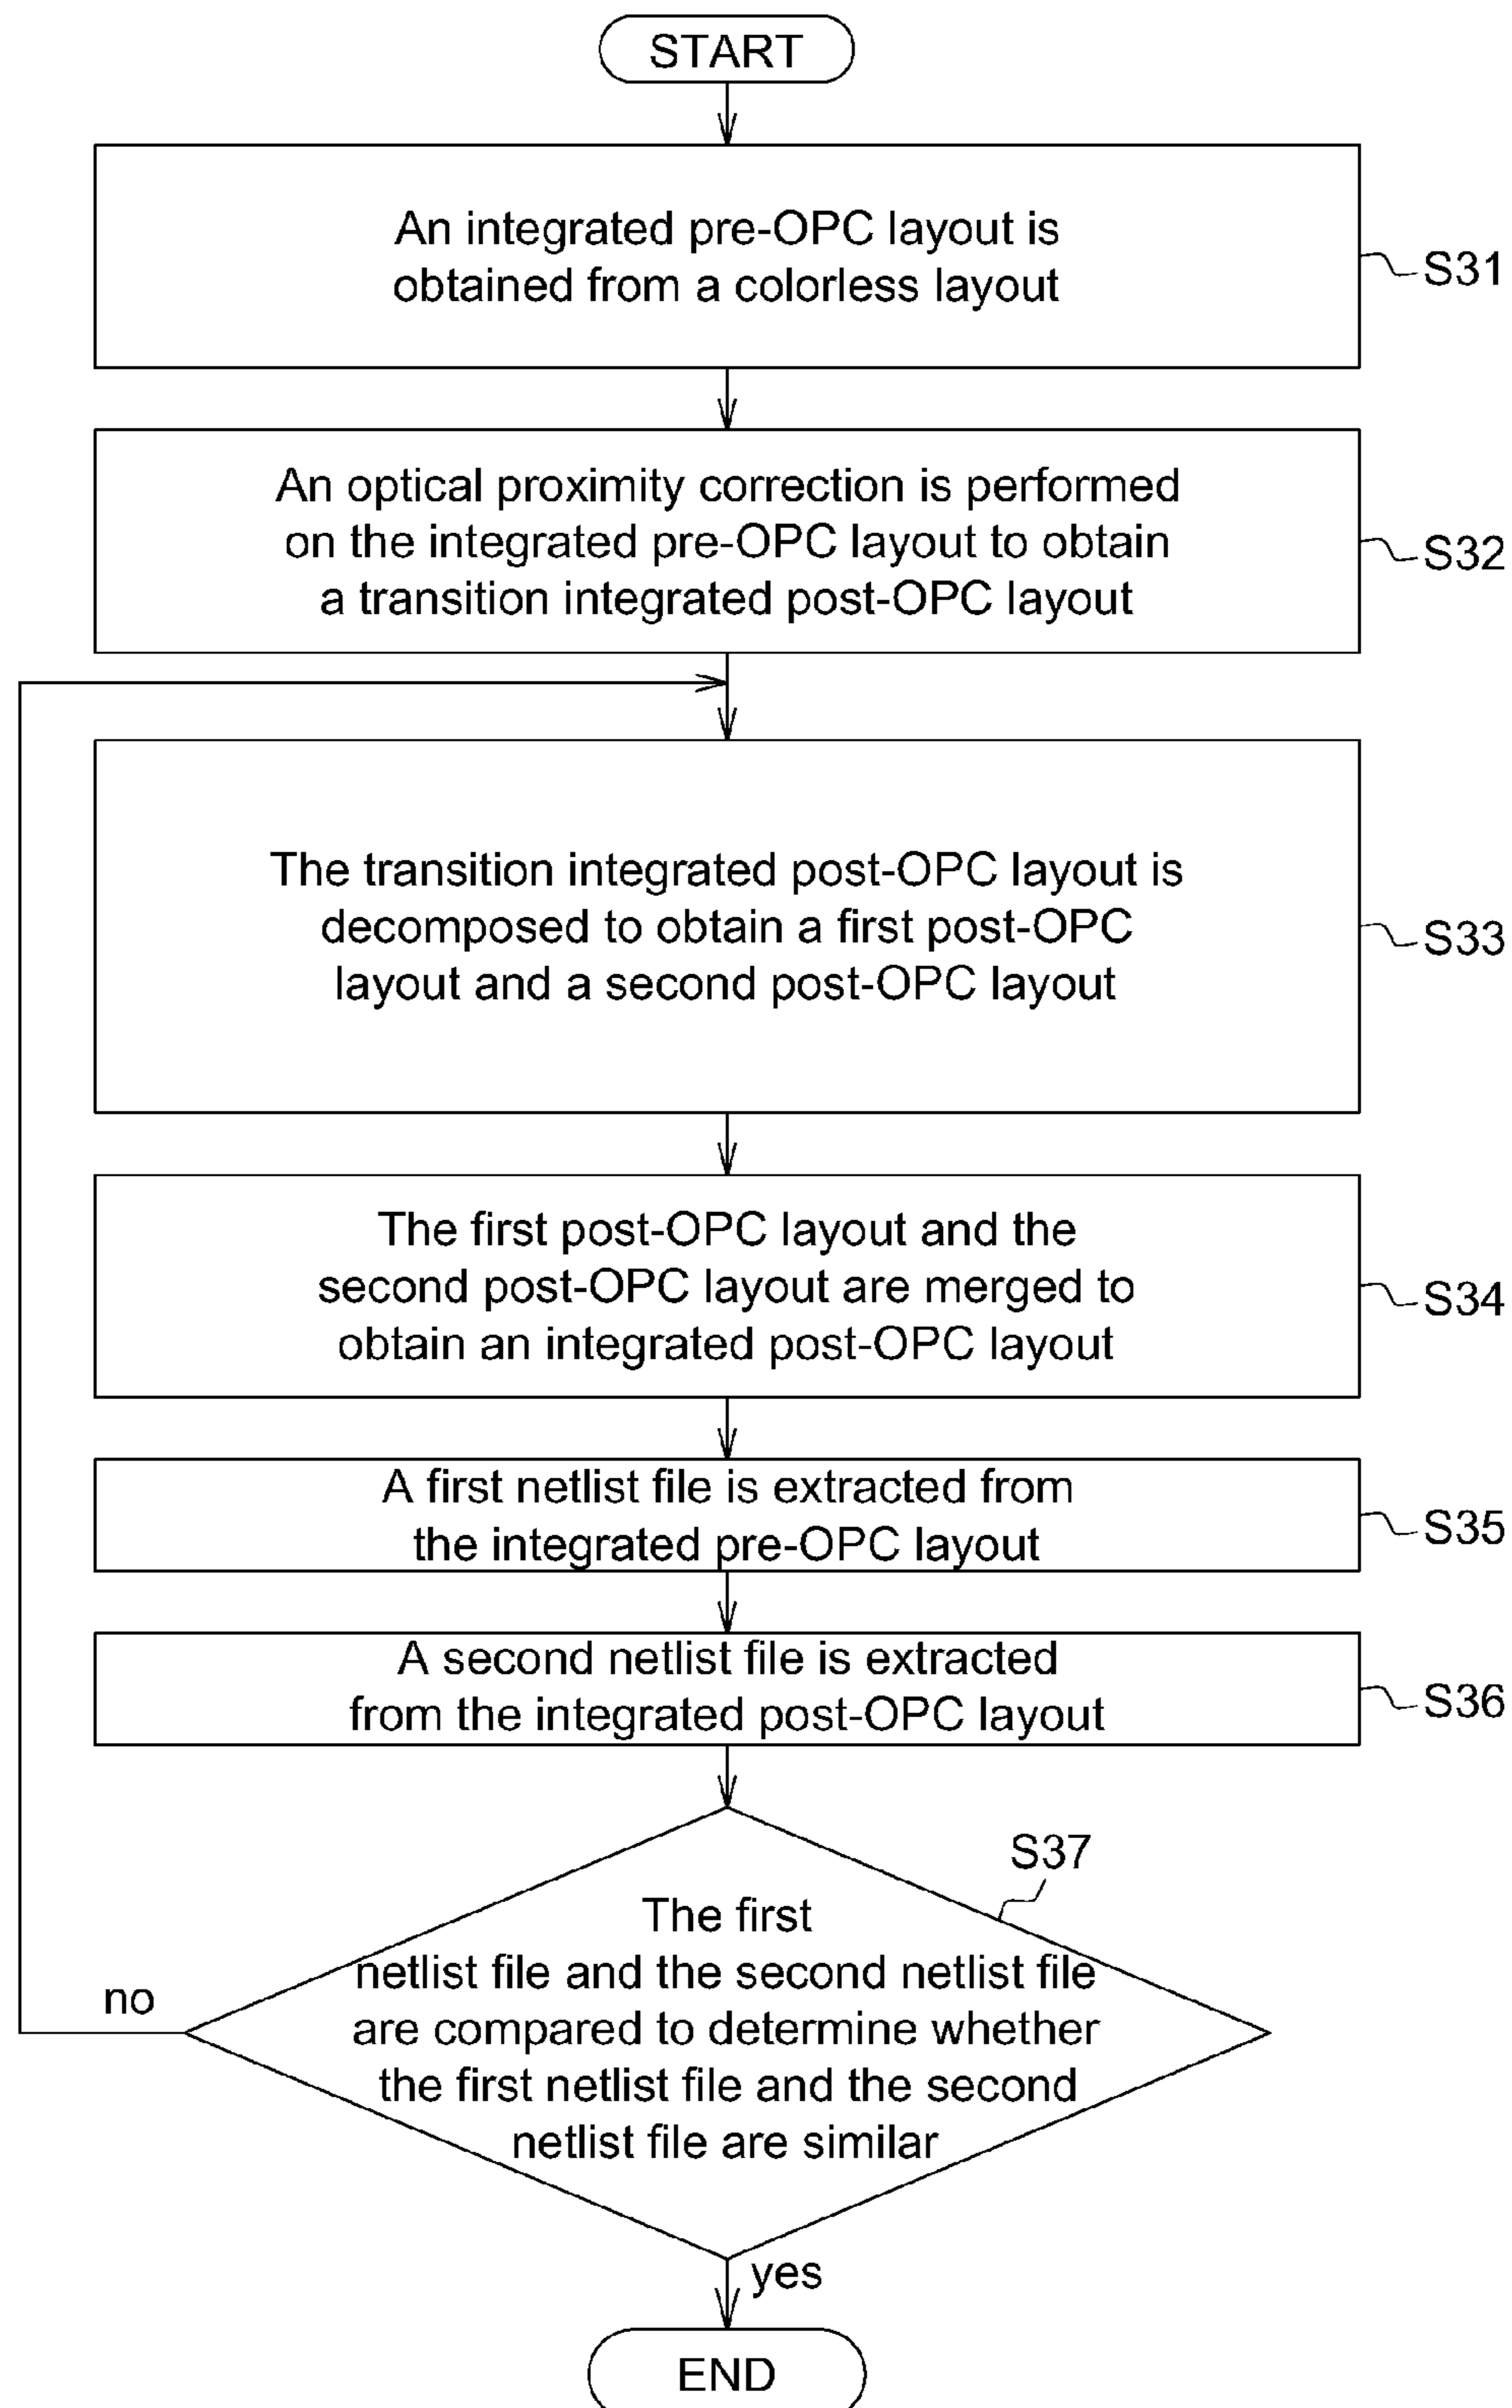 START
An integrated pre-OPC layout is
obtained from a colorless layout
S31
An optical proximity correction is performed
on the integrated pre-OPC layout to obtain
a transition integrated post-OPC layout
S32
The transition integrated post-OPC layout is
decomposed to obtain a first post-OPC
layout and a second post-OPC layout
S33
The first post-OPC layout and the
second post-OPC layout are merged to
obtain an integrated post-OPC layout
S34
A first netlist file is extracted from
the integrated pre-OPC layout
S35
A second netlist file is extracted
from the integrated post-OPC layout
S36
S37
The first
netlist file and the second netlist file
are compared to determine whether
the first netlist file and the second
netlist file are similar
no
yes
END